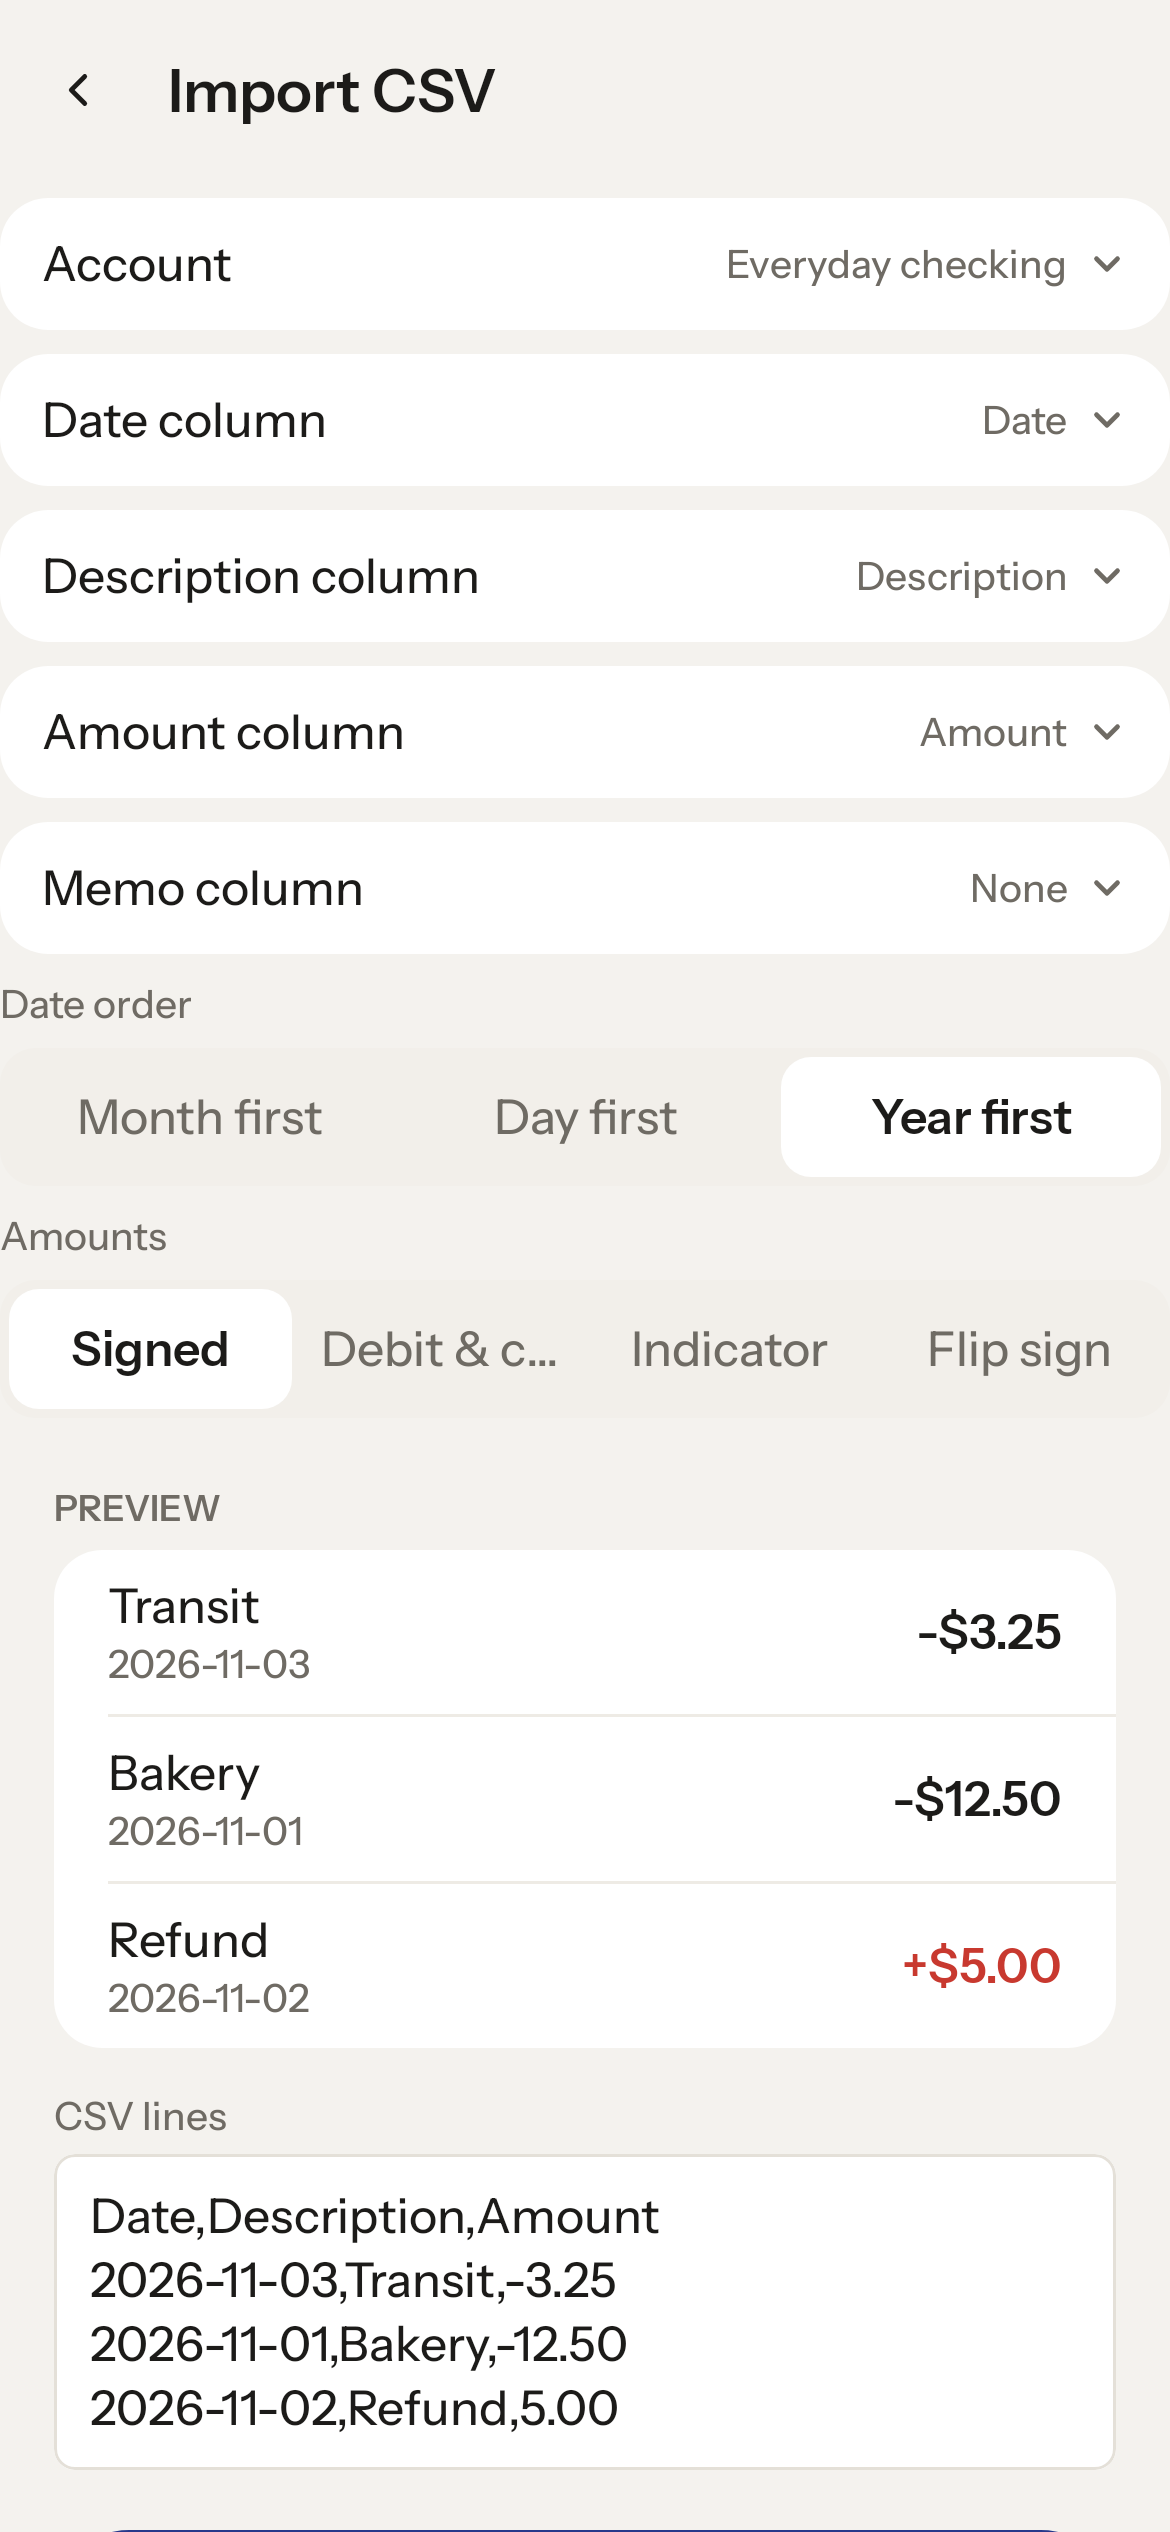 Import CSV
Account
Everyday checking
Date column
Date
Description column
Description
Amount column
Amount
Memo column
None
Date order
Month first
Day first
Year first
Amounts
Signed
Debit & c...
Indicator
Flip sign
PREVIEW
Transit
-$3.25
2026-11-03
Bakery
-$12.50
2026-11-01
Refund
+$5.00
2026-11-02
CSV lines
Date,Description,Amount
2026-11-03,Transit,-3.25
2026-11-01,Bakery,-12.50
2026-11-02,Refund,5.00